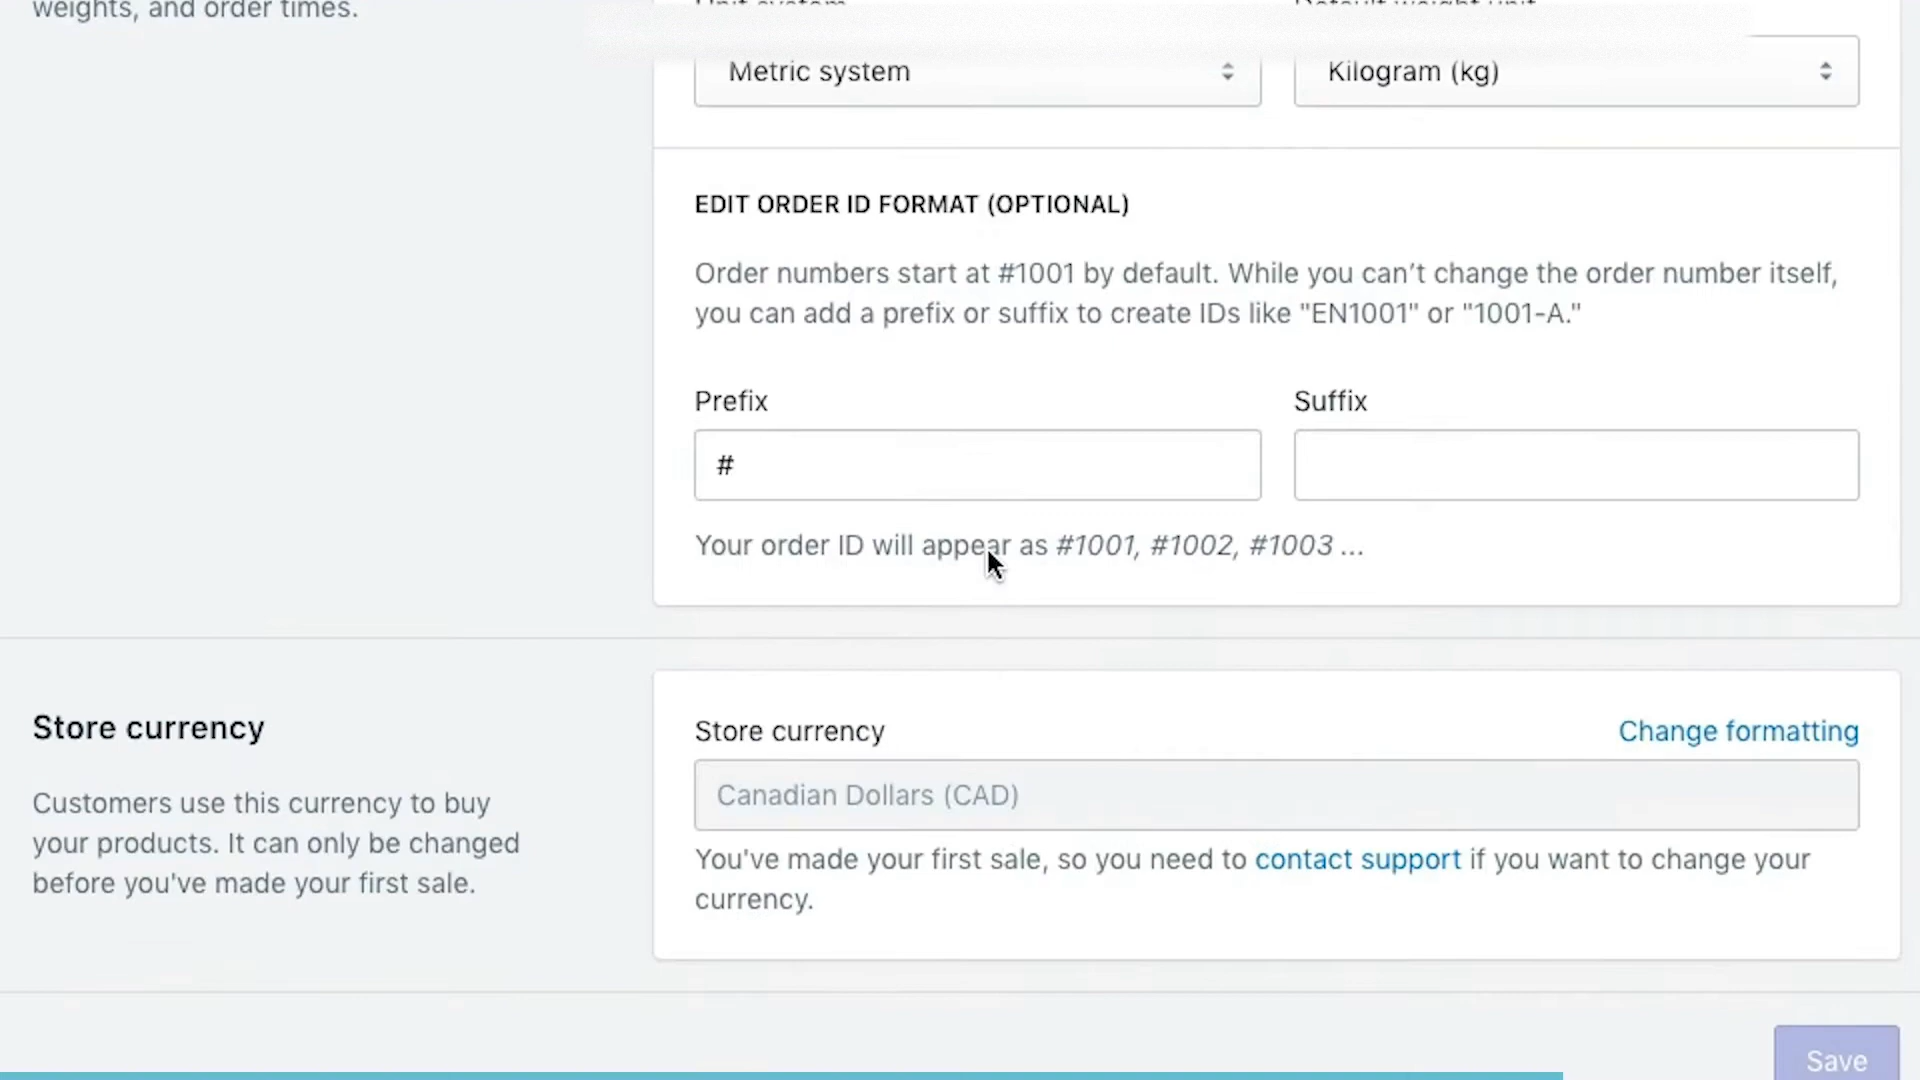 weights, and order times.
Unit system
Default weight unit
Metric system
Kilogram (kg)
EDIT ORDER ID FORMAT (OPTIONAL)
Order numbers start at #1001 by default. While you can’t change the order number itself,
you can add a prefix or suffix to create IDs like "EN1001" or "1001-A."
Prefix
Suffix
#
Your order ID will appear as #1001, #1002, #1003 ...
Store currency
Customers use this currency to buy
your products. It can only be changed
before you've made your first sale.
Store currency
Change formatting
Canadian Dollars (CAD)
You've made your first sale, so you need to contact support if you want to change your
currency.
Save